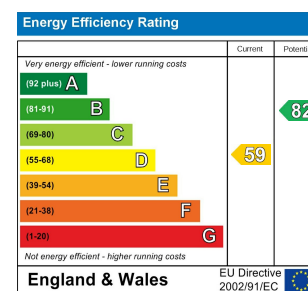 Energy Efficiency Rating
Current Potenti
Very energy efficient - lower running costs
(92 plus) A
(81-91) B
82
(69-80) C
(55-68) D
59
(39-54) E
(21-38) F
(1-20) G
Not energy efficient - higher running costs
England & Wales
EU Directive
2002/91/EC